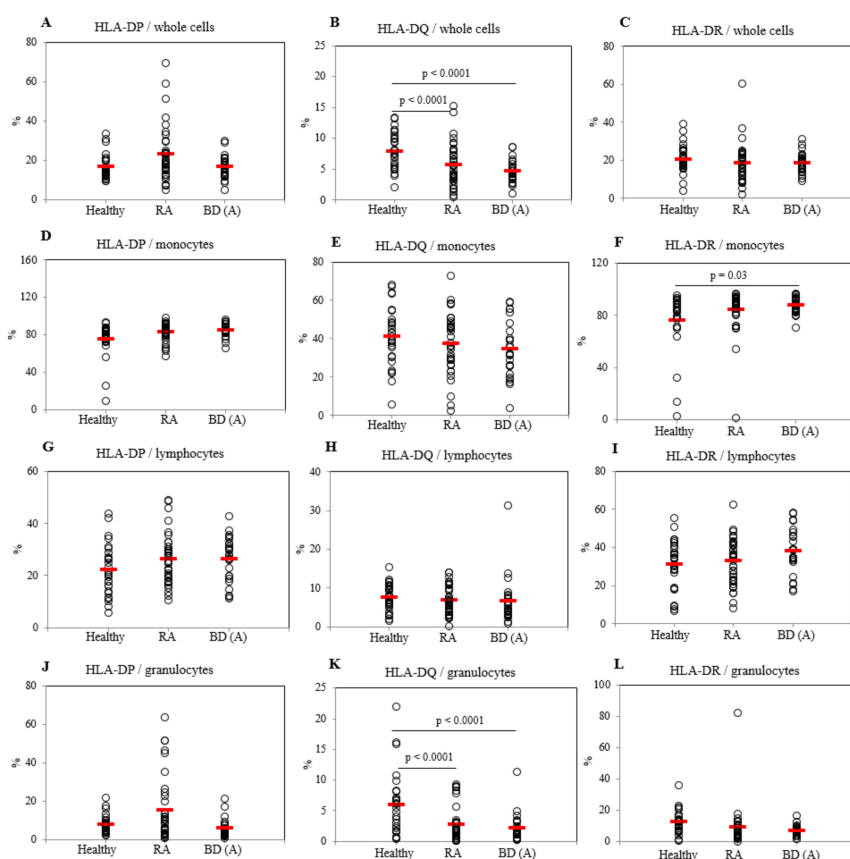 A HLA-DP / whole cells
80
60
40
20
0
%
Healthy RA BD (A)
B HLA-DQ / whole cells
25
20
15
10
5
0
%
p < 0.0001
p < 0.0001
Healthy RA BD (A)
C HLA-DR / whole cells
80
60
40
20
0
%
Healthy RA BD (A)
D HLA-DP / monocytes
160
120
80
40
0
%
Healthy RA BD (A)
E HLA-DQ / monocytes
80
60
40
20
0
%
Healthy RA BD (A)
F HLA-DR / monocytes
120
80
40
0
%
p = 0.03
Healthy RA BD (A)
G HLA-DP / lymphocytes
60
40
20
0
%
Healthy RA BD (A)
H HLA-DQ / lymphocytes
40
30
20
10
0
%
Healthy RA BD (A)
I HLA-DR / lymphocytes
80
60
40
20
0
%
Healthy RA BD (A)
J HLA-DP / granulocytes
80
60
40
20
0
%
Healthy RA BD (A)
K HLA-DQ / granulocytes
25
20
15
10
5
0
%
p < 0.0001
p < 0.0001
Healthy RA BD (A)
L HLA-DR / granulocytes
100
80
60
40
20
0
%
Healthy RA BD (A)